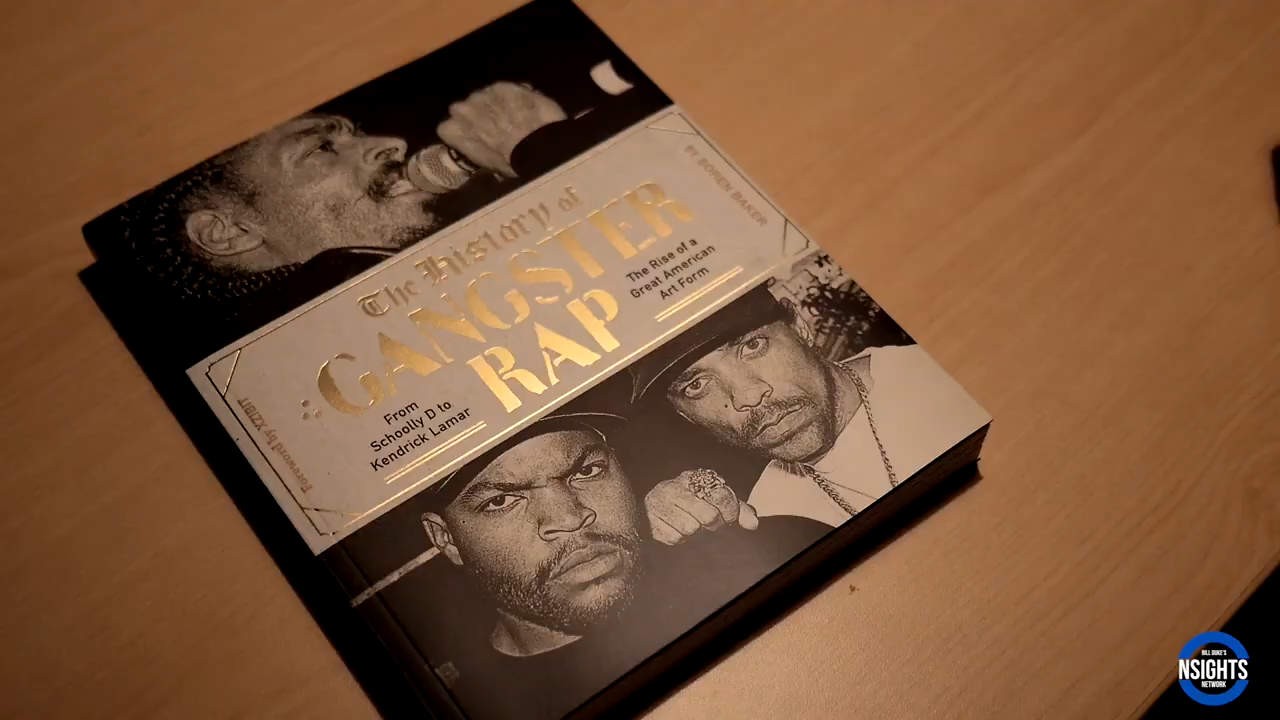 The History of
GANGSTER
RAP
From
Schoolly D to
Kendrick Lamar
The Rise of a
Great American
Art Form
BY SOREN BAKER
Foreword by XZIBIT
BILL DUKE'S
NSIGHTS
NETWORK